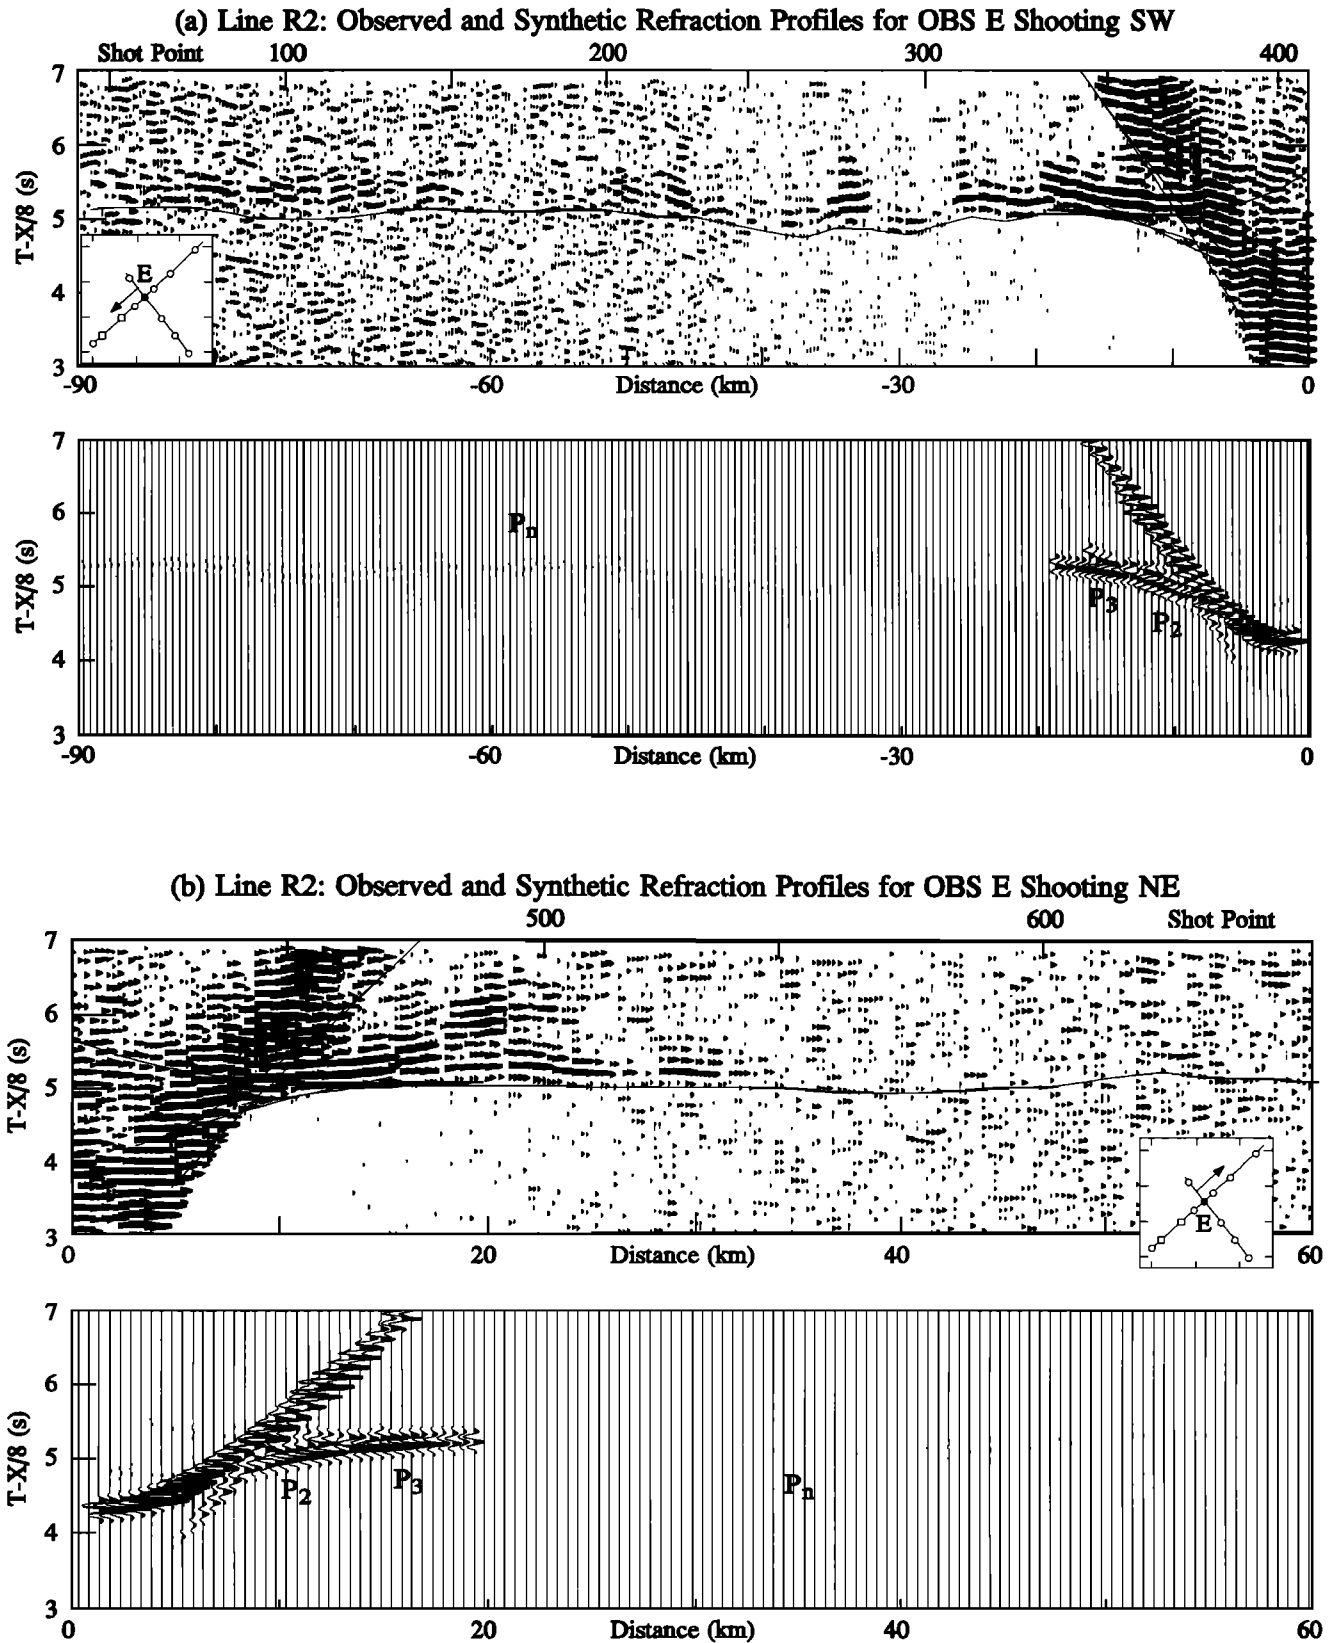 (a) Line R2: Observed and Synthetic Refraction Profiles for OBS E Shooting SW
Shot Point 100 200 300 400
7
6
5
4
3
T-X/8 (s)
E
-90 -60 Distance (km) -30 0
7
6
5
4
3
T-X/8 (s)
Pn
P3
P2
-90 -60 Distance (km) -30 0
(b) Line R2: Observed and Synthetic Refraction Profiles for OBS E Shooting NE
500 600 Shot Point
7
6
5
4
3
T-X/8 (s)
E
0 20 Distance (km) 40 60
7
6
5
4
3
T-X/8 (s)
P2
P3
Pn
0 20 Distance (km) 40 60